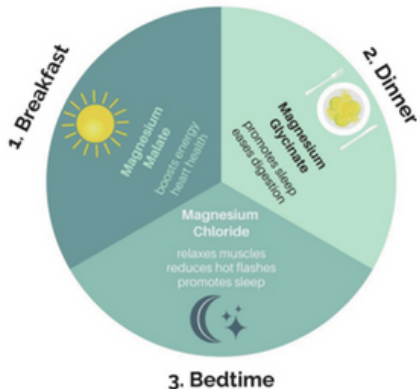 1. Breakfast
Magnesium
Malate
boosts energy
heart health
2. Dinner
Magnesium
Glycinate
promotes sleep
eases digestion
Magnesium
Chloride
relaxes muscles
reduces hot flashes
promotes sleep
3. Bedtime